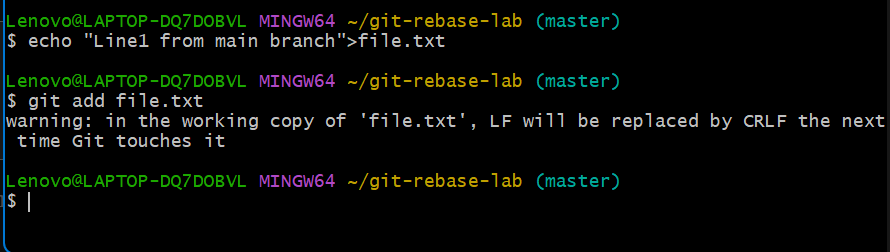 Lenovo@LAPTOP-DQ7DOBVL MINGW64 ~/git-rebase-lab (master)
$ echo "Line1 from main branch">file.txt
Lenovo@LAPTOP-DQ7DOBVL MINGW64 ~/git-rebase-lab (master)
$ git add file.txt
warning: in the working copy of 'file.txt', LF will be replaced by CRLF the next
 time Git touches it
Lenovo@LAPTOP-DQ7DOBVL MINGW64 ~/git-rebase-lab (master)
$